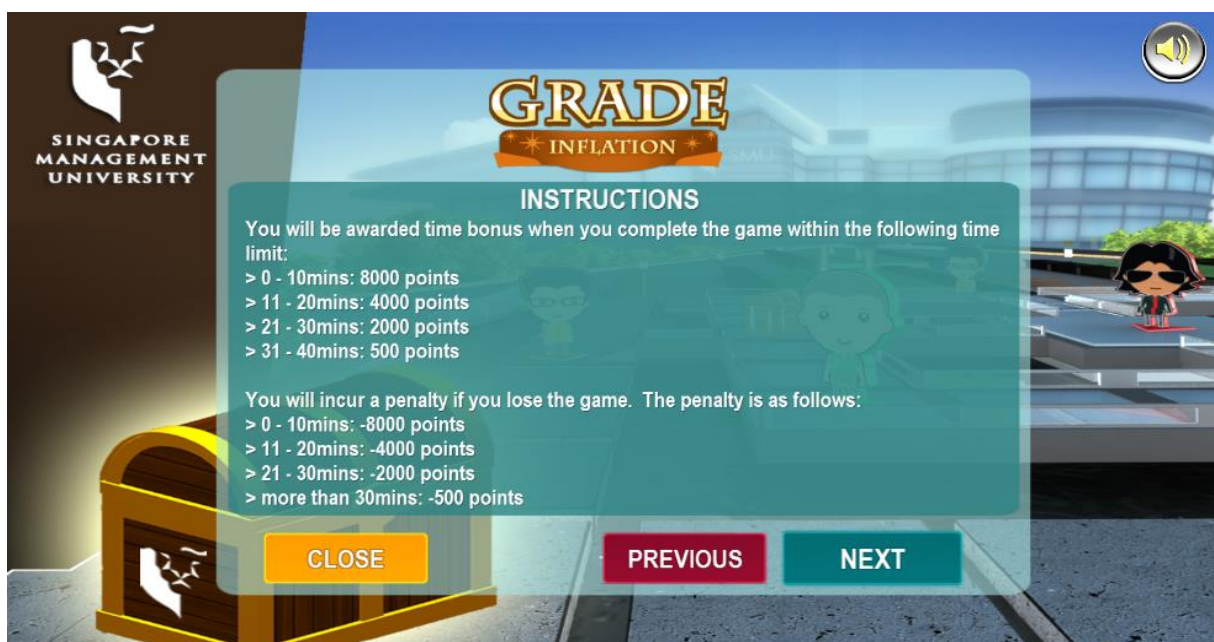 SINGAPORE
MANAGEMENT
UNIVERSITY
GRADE
INFLATION
SMU
INSTRUCTIONS
You will be awarded time bonus when you complete the game within the following time
limit:
> 0 - 10mins: 8000 points
> 11 - 20mins: 4000 points
> 21 - 30mins: 2000 points
> 31 - 40mins: 500 points
You will incur a penalty if you lose the game.  The penalty is as follows:
> 0 - 10mins: -8000 points
> 11 - 20mins: -4000 points
> 21 - 30mins: -2000 points
> more than 30mins: -500 points
CLOSE
PREVIOUS
NEXT